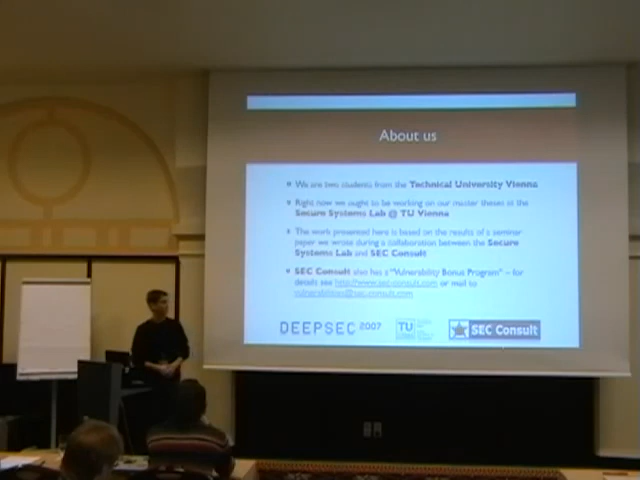 About us
We are two students from the Technical University Vienna
Right now we ought to be working on our master theses at the
Secure Systems Lab @ TU Vienna
The work presented here is based on the results of a seminar
paper we wrote during a collaboration between the Secure
Systems Lab and SEC Consult
SEC Consult also has a "Vulnerability Bonus Program" – for
details see http://www.sec-consult.com or mail to
vulnerabilities@sec-consult.com
DEEPSEC 2007
TU
SEC Consult